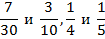 7/30 и 3/10, 1/4 и 1/5